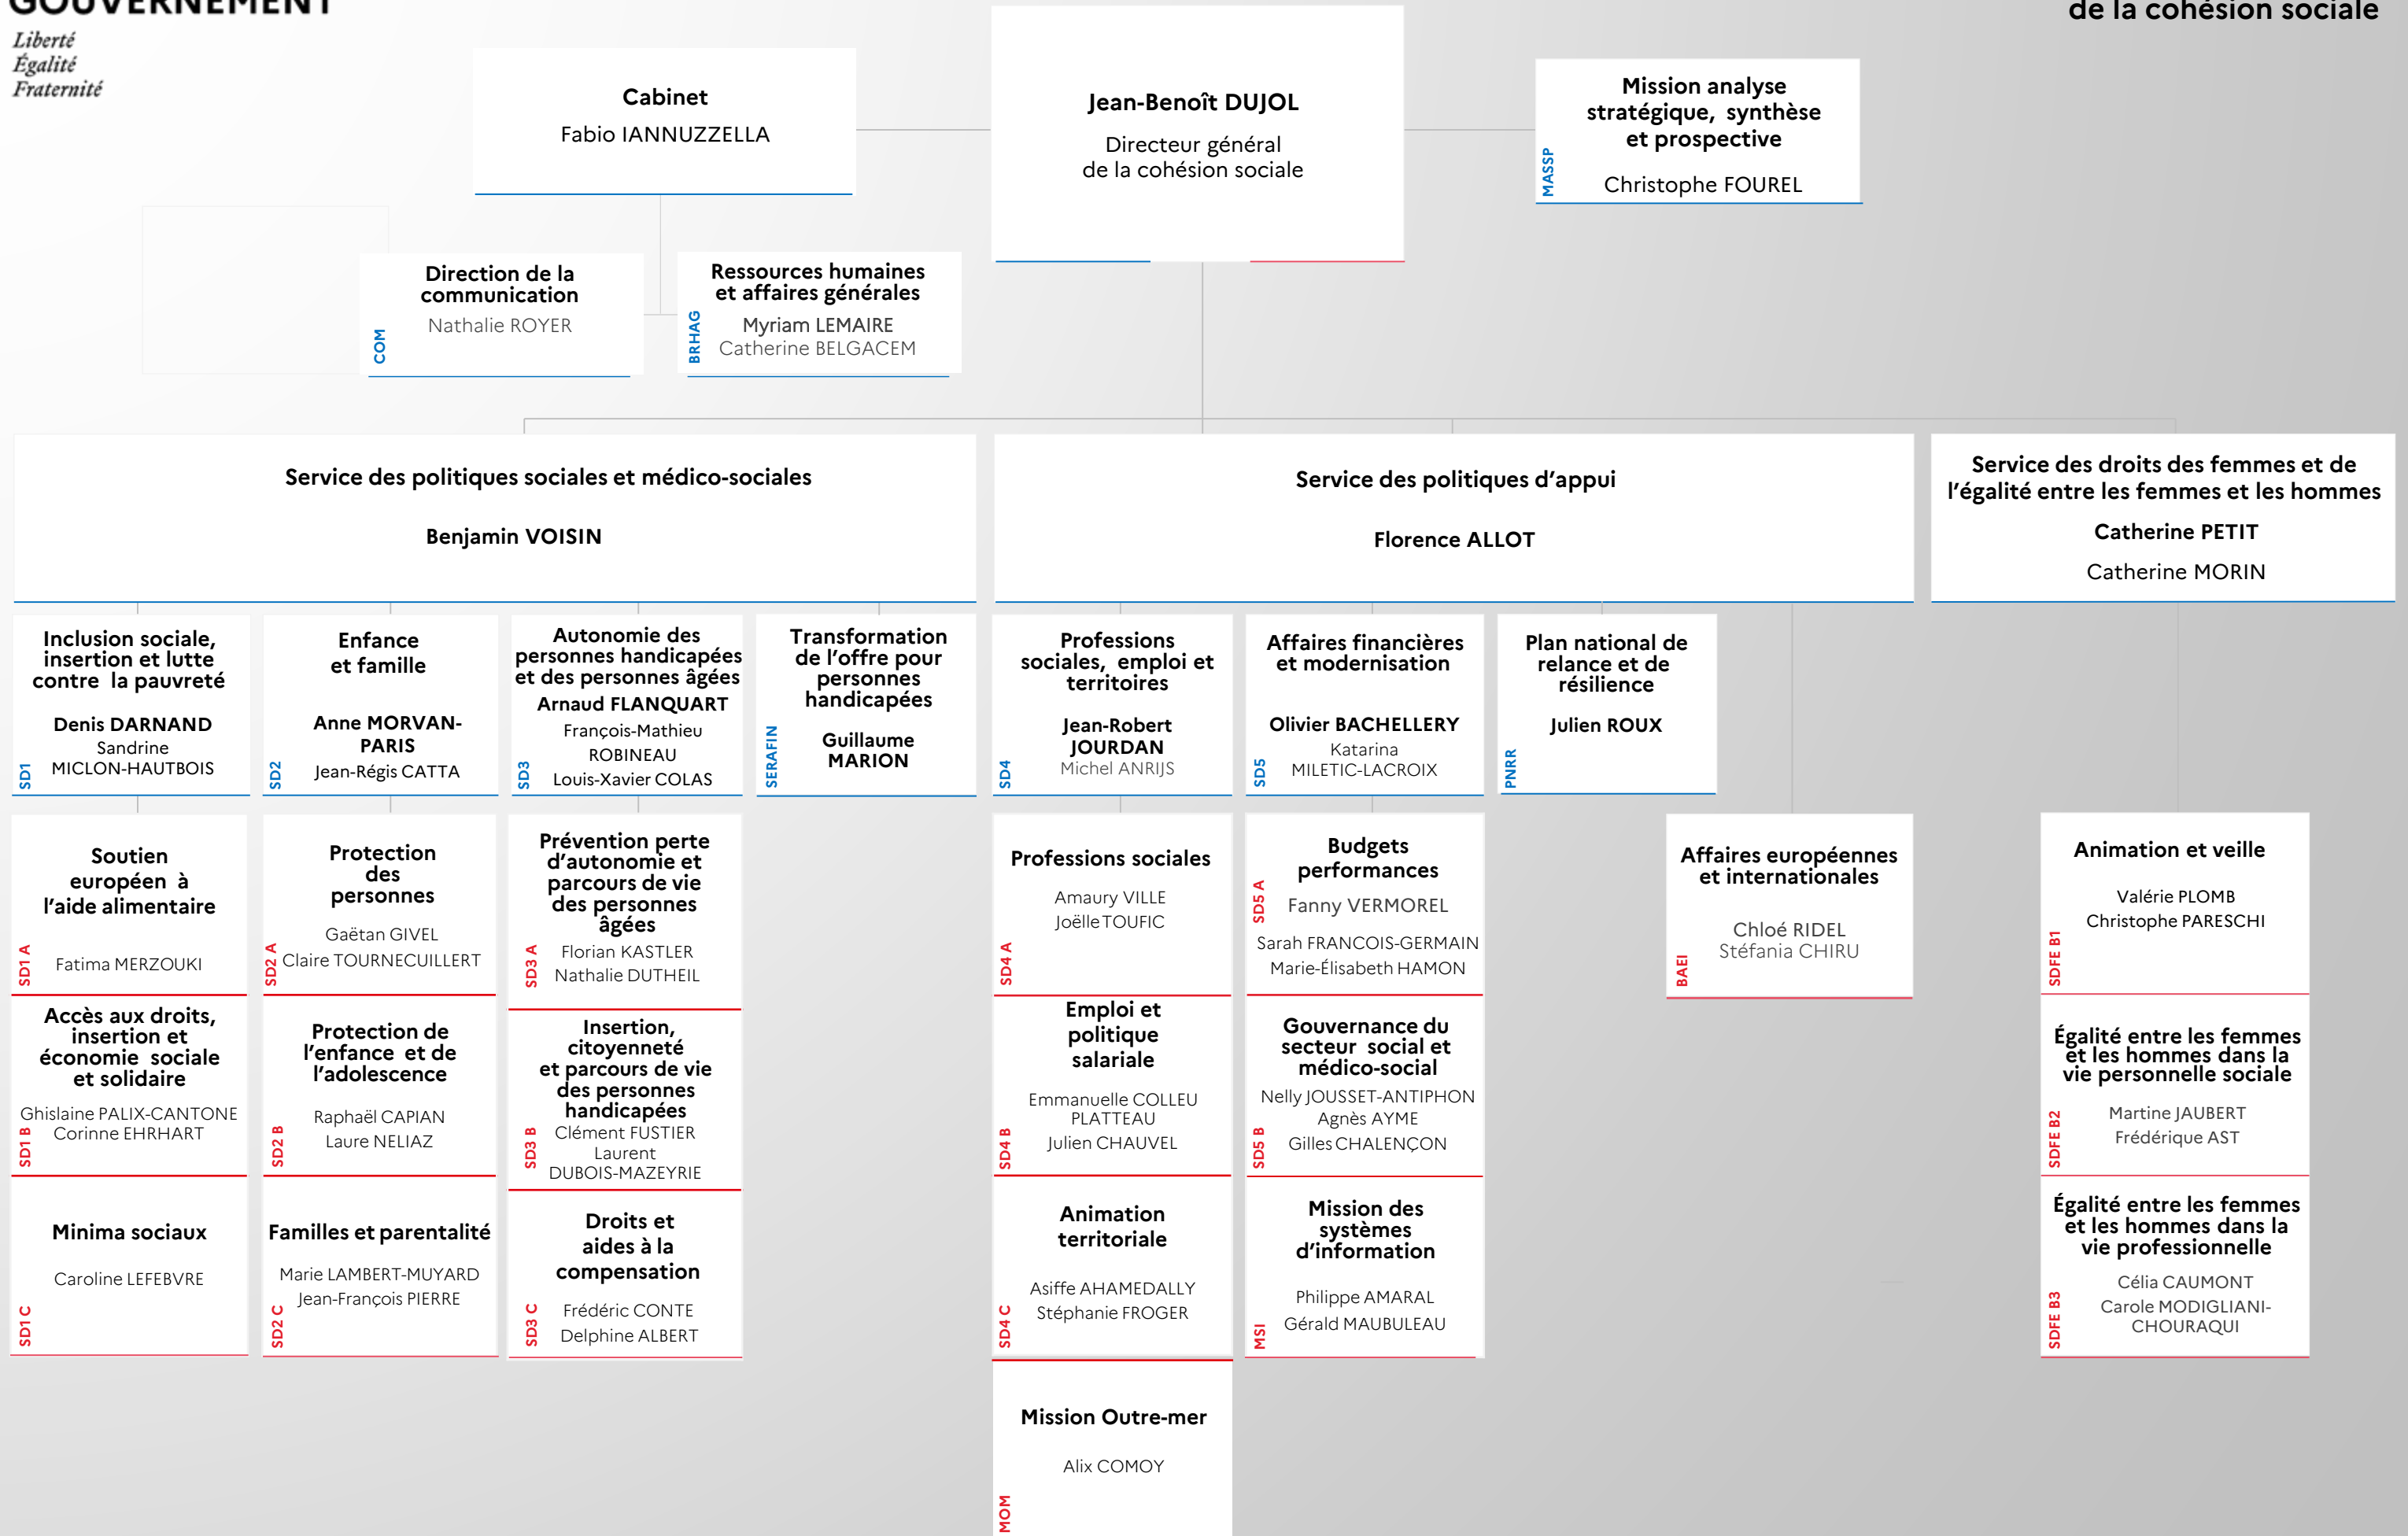 GOUVERNEMENT
Liberté
Égalité
Fraternité
de la cohésion sociale
Cabinet
Fabio IANNUZZELLA
Jean-Benoît DUJOL
Directeur général
de la cohésion sociale
Mission analyse
stratégique, synthèse
et prospective
Christophe FOUREL
MASSP
Direction de la
communication
Nathalie ROYER
COM
Ressources humaines
et affaires générales
Myriam LEMAIRE
Catherine BELGACEM
BRHAG
Service des politiques sociales et médico-sociales
Benjamin VOISIN
Service des politiques d’appui
Florence ALLOT
Service des droits des femmes et de
l’égalité entre les femmes et les hommes
Catherine PETIT
Catherine MORIN
Inclusion sociale,
insertion et lutte
contre la pauvreté
Denis DARNAND
Sandrine
MICLON-HAUTBOIS
SD1
Enfance
et famille
Anne MORVAN-
PARIS
Jean-Régis CATTA
SD2
Autonomie des
personnes handicapées
et des personnes âgées
Arnaud FLANQUART
François-Mathieu
ROBINEAU
Louis-Xavier COLAS
SD3
Transformation
de l’offre pour
personnes
handicapées
Guillaume
MARION
SERAFIN
Professions
sociales, emploi et
territoires
Jean-Robert
JOURDAN
Michel ANRIJS
SD4
Affaires financières
et modernisation
Olivier BACHELLERY
Katarina
MILETIC-LACROIX
SD5
Plan national de
relance et de
résilience
Julien ROUX
PNRR
Soutien
européen à
l’aide alimentaire
Fatima MERZOUKI
SD1 A
Protection
des
personnes
Gaëtan GIVEL
Claire TOURNECUILLERT
SD2 A
Prévention perte
d’autonomie et
parcours de vie
des personnes
âgées
Florian KASTLER
Nathalie DUTHEIL
SD3 A
Professions sociales
Amaury VILLE
Joëlle TOUFIC
SD4 A
Budgets
performances
Fanny VERMOREL
Sarah FRANCOIS-GERMAIN
Marie-Élisabeth HAMON
SD5 A
Affaires européennes
et internationales
Chloé RIDEL
Stéfania CHIRU
BAEI
Animation et veille
Valérie PLOMB
Christophe PARESCHI
SDFE B1
Accès aux droits,
insertion et
économie sociale
et solidaire
Ghislaine PALIX-CANTONE
Corinne EHRHART
SD1 B
Protection de
l’enfance et de
l’adolescence
Raphaël CAPIAN
Laure NELIAZ
SD2 B
Insertion,
citoyenneté
et parcours de vie
des personnes
handicapées
Clément FUSTIER
Laurent
DUBOIS-MAZEYRIE
SD3 B
Emploi et
politique
salariale
Emmanuelle COLLEU
PLATTEAU
Julien CHAUVEL
SD4 B
Gouvernance du
secteur social et
médico-social
Nelly JOUSSET-ANTIPHON
Agnès AYME
Gilles CHALENÇON
SD5 B
Égalité entre les femmes
et les hommes dans la
vie personnelle sociale
Martine JAUBERT
Frédérique AST
SDFE B2
Minima sociaux
Caroline LEFEBVRE
SD1 C
Familles et parentalité
Marie LAMBERT-MUYARD
Jean-François PIERRE
SD2 C
Droits et
aides à la
compensation
Frédéric CONTE
Delphine ALBERT
SD3 C
Animation
territoriale
Asiffe AHAMEDALLY
Stéphanie FROGER
SD4 C
Mission des
systèmes
d’information
Philippe AMARAL
Gérald MAUBULEAU
MSI
Égalité entre les femmes
et les hommes dans la
vie professionnelle
Célia CAUMONT
Carole MODIGLIANI-
CHOURAQUI
SDFE B3
Mission Outre-mer
Alix COMOY
MOM